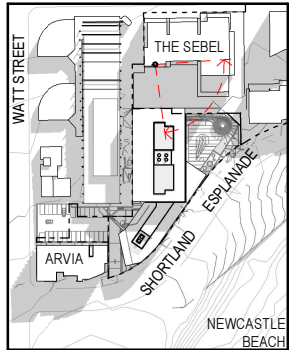 THE SEBEL
WATT STREET
ESPLANADE
SHORTLAND
ARVIA
NEWCASTLE
BEACH